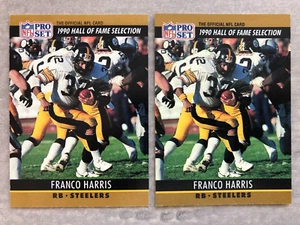 THE OFFICIAL NFL CARD
PRO SET
1990 HALL OF FAME SELECTION
FRANCO HARRIS
RB • STEELERS
THE OFFICIAL NFL CARD
PRO SET
1990 HALL OF FAME SELECTION
FRANCO HARRIS
RB • STEELERS